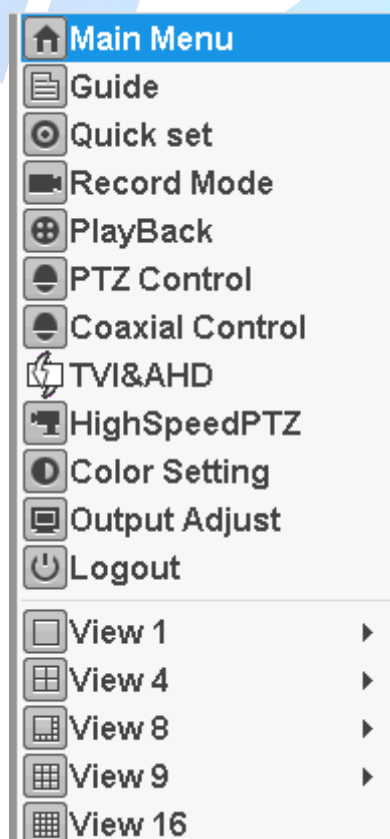 Main Menu
Guide
Quick set
Record Mode
PlayBack
PTZ Control
Coaxial Control
TVI&AHD
HighSpeedPTZ
Color Setting
Output Adjust
Logout
View 1
View 4
View 8
View 9
View 16